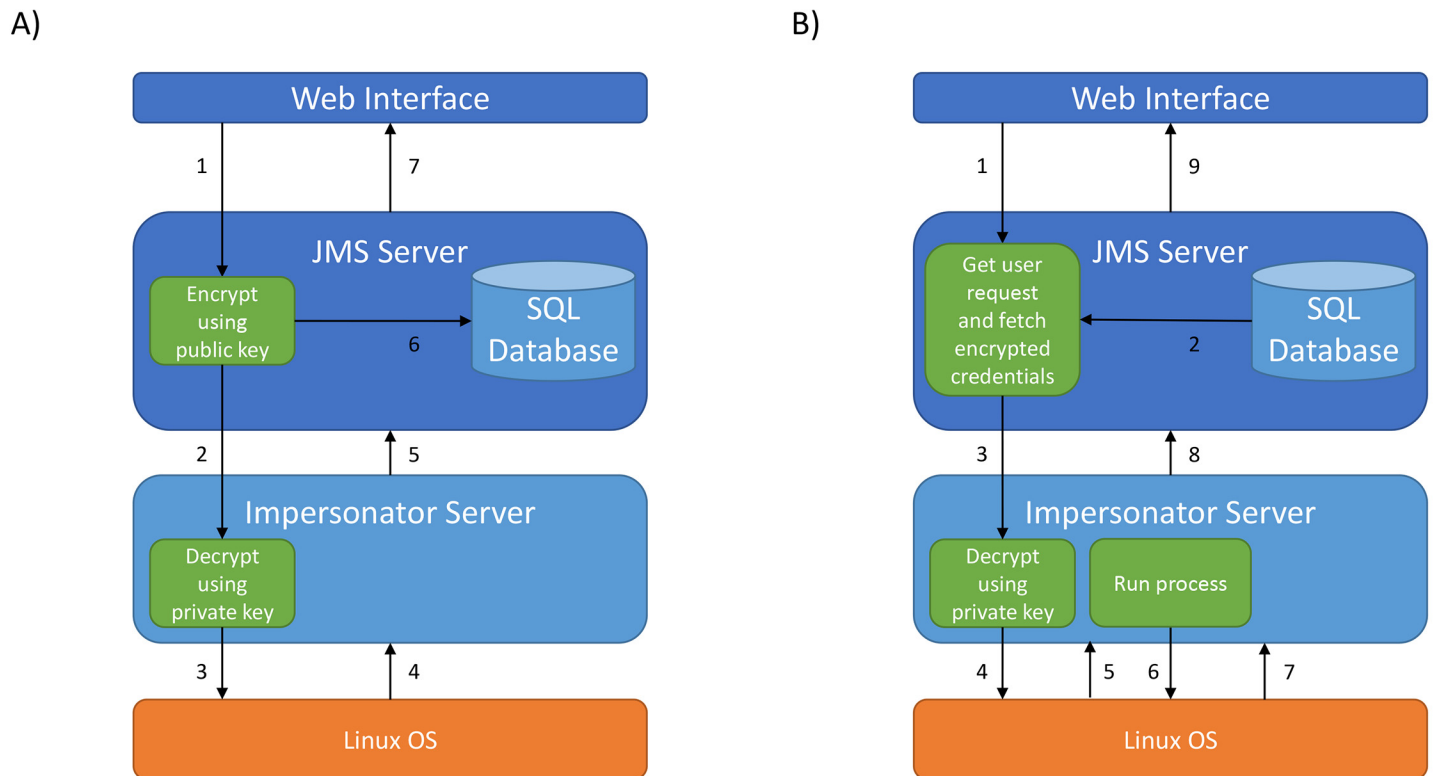 A)
Web Interface
1
7
JMS Server
Encrypt
using
public key
6
SQL
Database
2
5
Impersonator Server
Decrypt
using
private key
3
4
Linux OS
B)
Web Interface
1
9
JMS Server
Get user
request
and fetch
encrypted
credentials
2
SQL
Database
3
8
Impersonator Server
Decrypt
using
private key
Run process
4
5
6
7
Linux OS